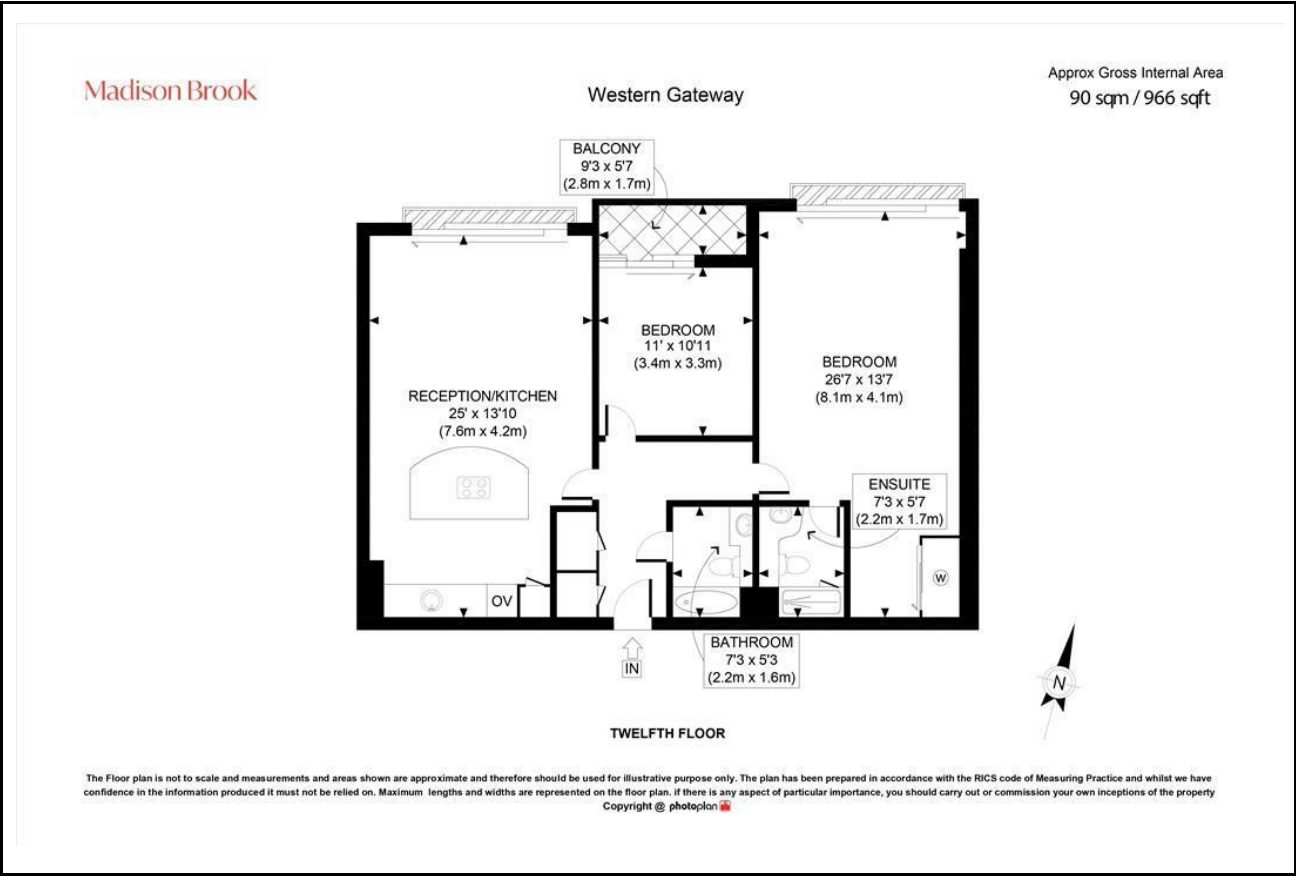 Madison Brook
Western Gateway
Approx Gross Internal Area
90 sqm / 966 sqft
BALCONY
9'3 x 5'7
(2.8m x 1.7m)
BEDROOM
11' x 10'11
(3.4m x 3.3m)
BEDROOM
26'7 x 13'7
(8.1m x 4.1m)
RECEPTION/KITCHEN
25' x 13'10
(7.6m x 4.2m)
ENSUITE
7'3 x 5'7
(2.2m x 1.7m)
W
OV
BATHROOM
7'3 x 5'3
(2.2m x 1.6m)
IN
N
TWELFTH FLOOR
The Floor plan is not to scale and measurements and areas shown are approximate and therefore should be used for illustrative purpose only. The plan has been prepared in accordance with the RICS code of Measuring Practice and whilst we have
confidence in the information produced it must not be relied on. Maximum lengths and widths are represented on the floor plan. if there is any aspect of particular importance, you should carry out or commission your own inceptions of the property
Copyright @ photoplan